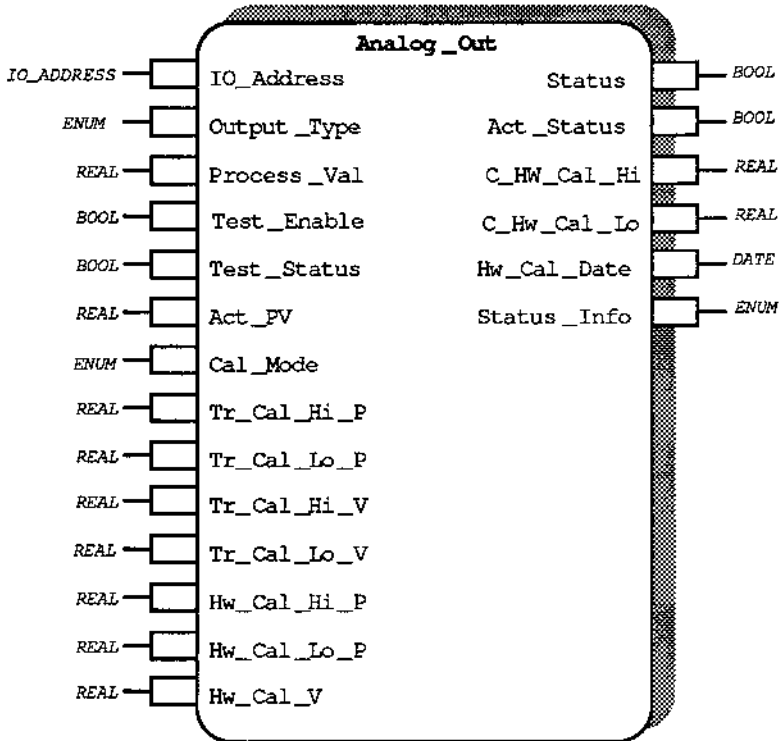 Analog_Out
IO_ADDRESS IO_Address Status BOOL
ENUM Output_Type Act_Status BOOL
REAL Process_Val C_HW_Cal_Hi REAL
BOOL Test_Enable C_Hw_Cal_Lo REAL
BOOL Test_Status Hw_Cal_Date DATE
REAL Act_PV Status_Info ENUM
ENUM Cal_Mode
REAL Tr_Cal_Hi_P
REAL Tr_Cal_Lo_P
REAL Tr_Cal_Hi_V
REAL Tr_Cal_Lo_V
REAL Hw_Cal_Hi_P
REAL Hw_Cal_Lo_P
REAL Hw_Cal_V